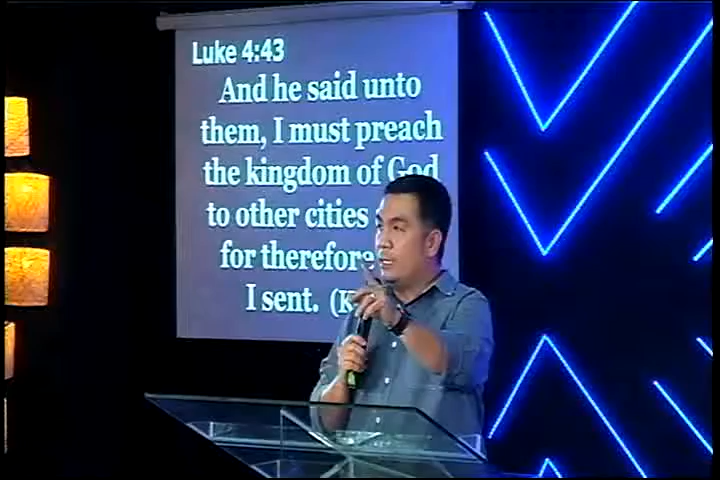 Luke 4:43
And he said unto
them, I must preach
the kingdom of God
to other cities
for therefore
I sent. (K